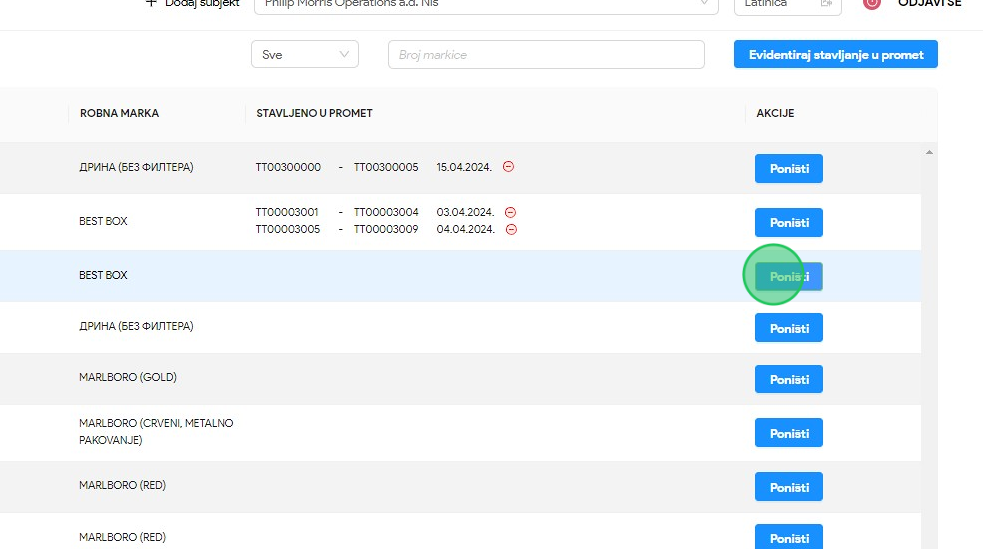 + Dodaj subjekt Philip Morris Operations a.d. Niš Latinica ODJAVI SE
Sve Broj markice Evidentiraj stavljanje u promet
ROBNA MARKA STAVLJENO U PROMET AKCIJE
ДРИНА (БЕЗ ФИЛТЕРА) TT00300000 - TT00300005 15.04.2024. Poništi
TT00003001 - TT00003004 03.04.2024.
BEST BOX Poništi
TT00003005 - TT00003009 04.04.2024.
BEST BOX Poništi
ДРИНА (БЕЗ ФИЛТЕРА) Poništi
MARLBORO (GOLD) Poništi
MARLBORO (CRVENI, METALNO
PAKOVANJE) Poništi
MARLBORO (RED) Poništi
MARLBORO (RED) Poništi